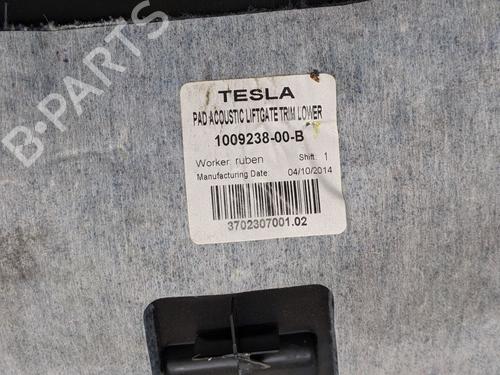 B-PARTS
TESLA
PAD ACOUSTIC LIFTGATE TRIM LOWER
1009238-00-B
Worker: ruben Shift: 1
Manufacturing Date: 04/10/2014
3702307001.02